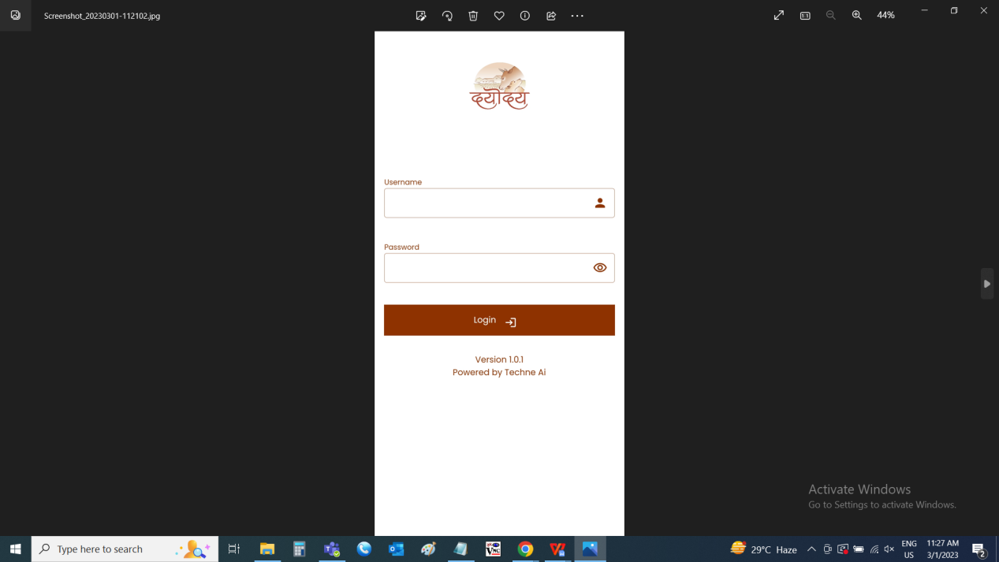 Screenshot_20230301-112102.jpg
44%
दयोदय
Username
Password
Login
Version 1.0.1
Powered by Techne Ai
Activate Windows
Go to Settings to activate Windows.
Type here to search
29°C Haze
ENG
US
11:27 AM
3/1/2023
2